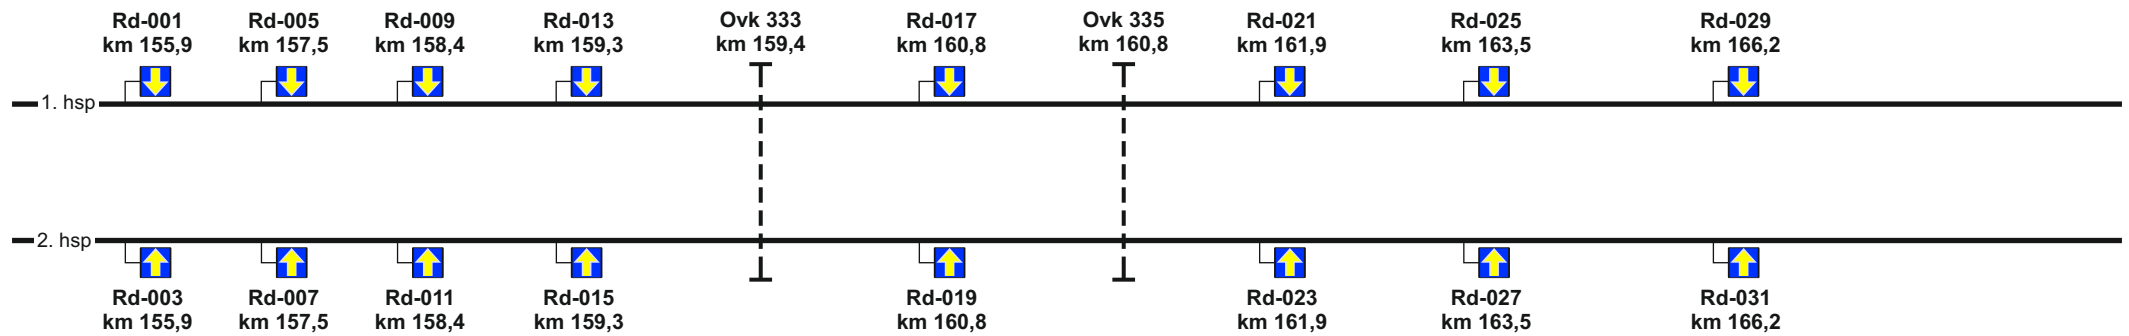 Rd-001
km 155,9
Rd-005
km 157,5
Rd-009
km 158,4
Rd-013
km 159,3
Ovk 333
km 159,4
Rd-017
km 160,8
Ovk 335
km 160,8
Rd-021
km 161,9
Rd-025
km 163,5
Rd-029
km 166,2
1. hsp
2. hsp
Rd-003
km 155,9
Rd-007
km 157,5
Rd-011
km 158,4
Rd-015
km 159,3
Rd-019
km 160,8
Rd-023
km 161,9
Rd-027
km 163,5
Rd-031
km 166,2